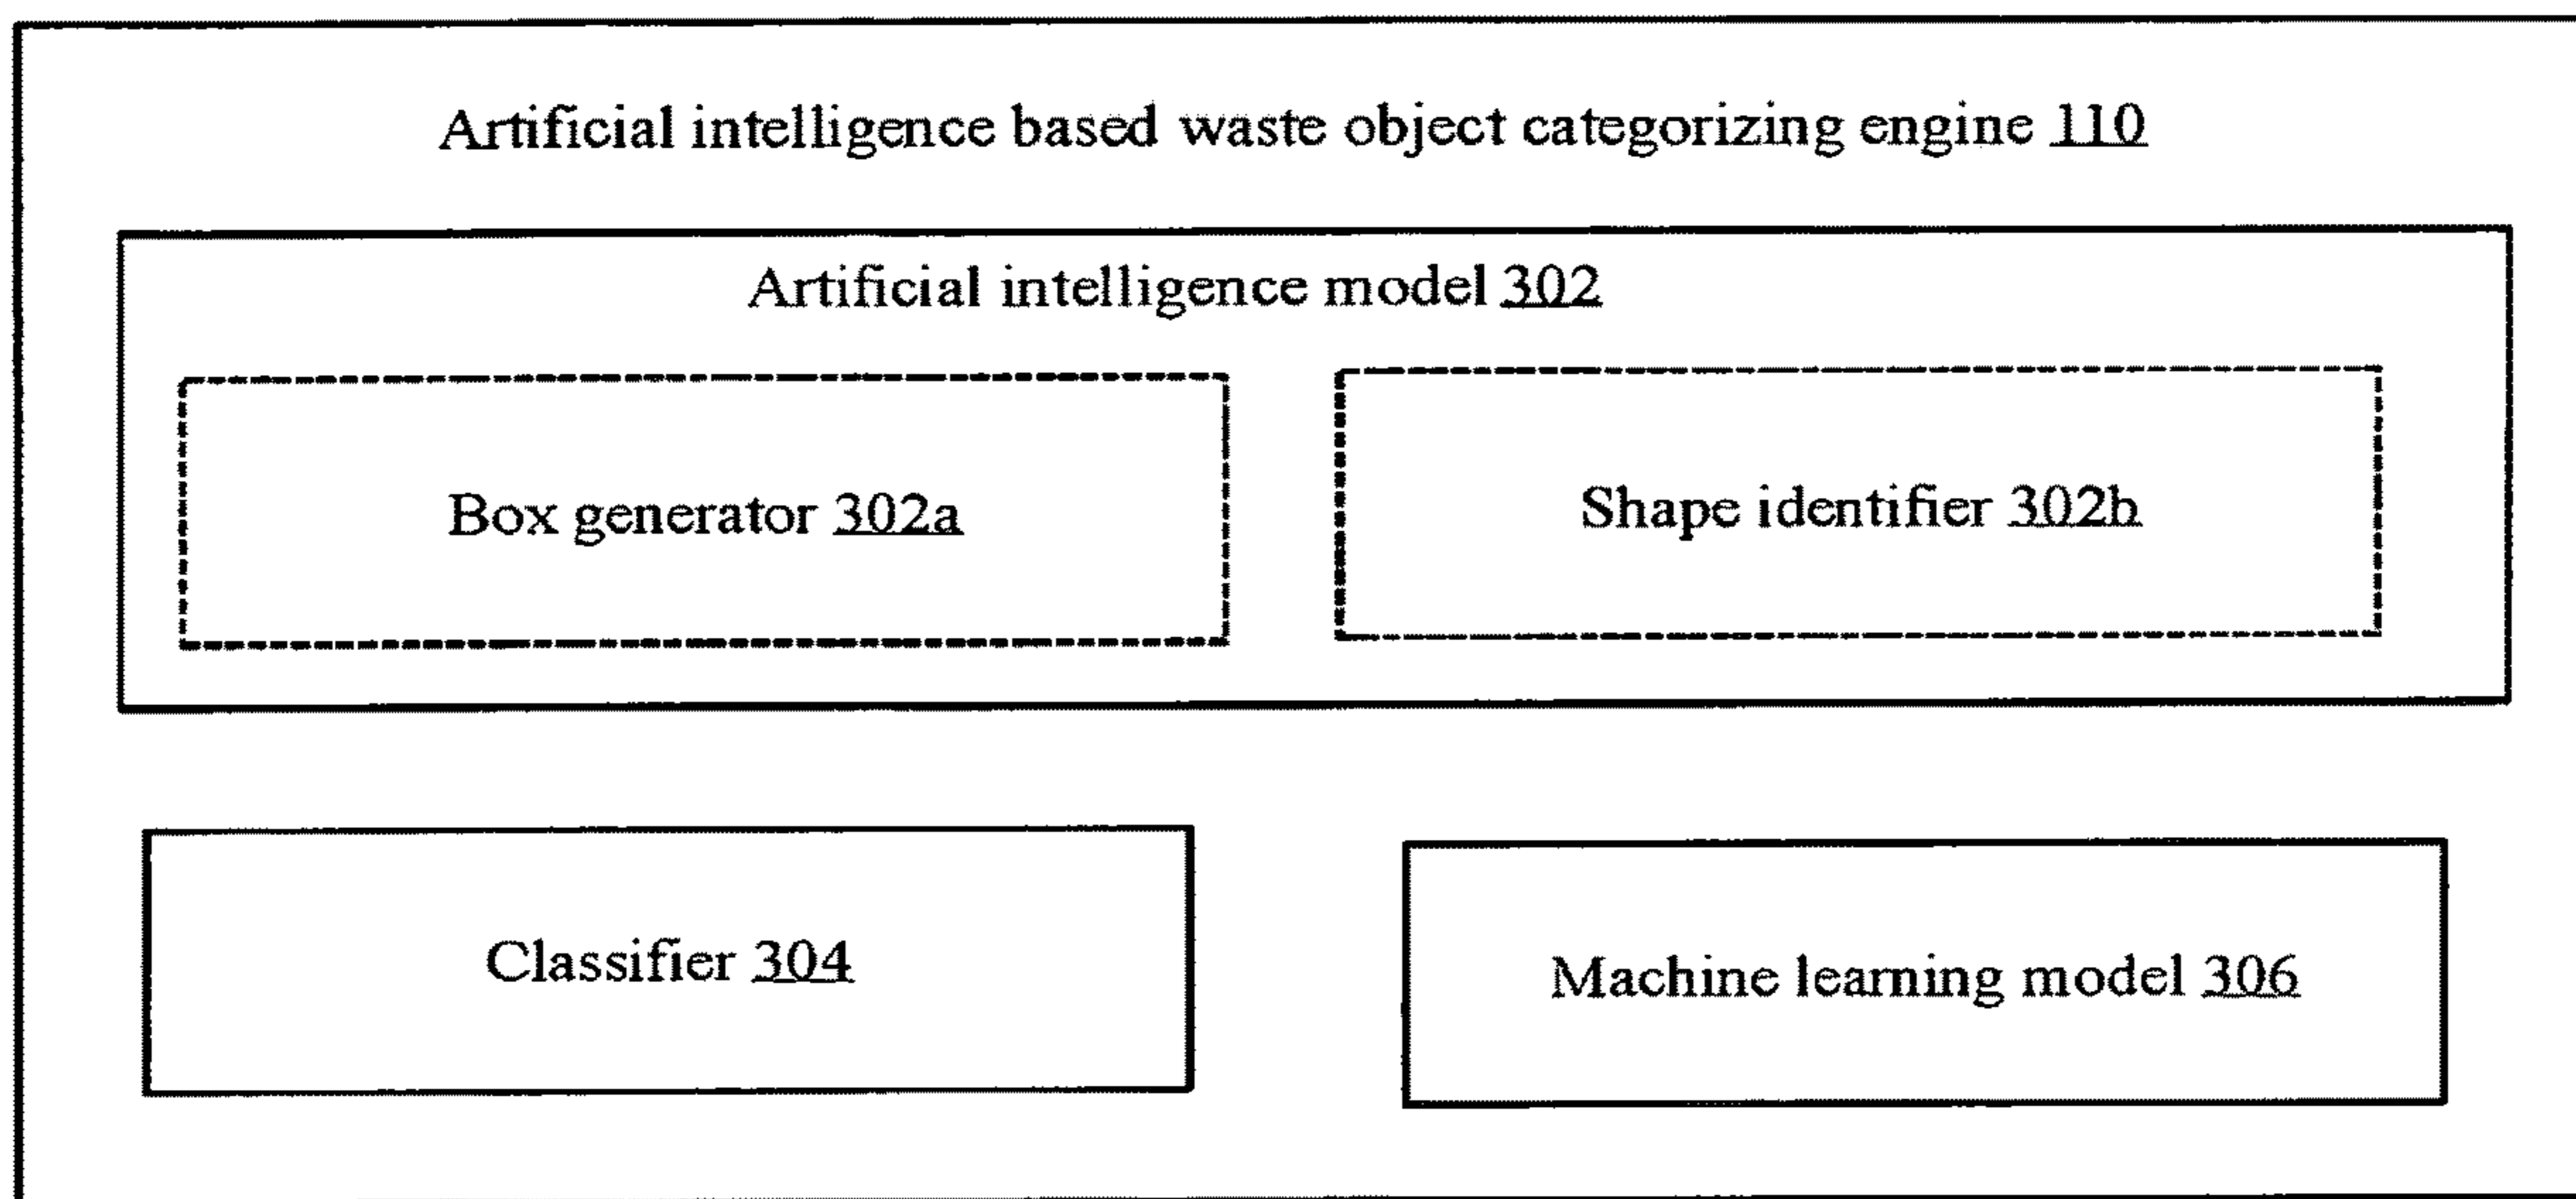 Artificial intelligence based waste object categorizing engine 110
Artificial intelligence model 302
Box generator 302a
Shape identifier 302b
Classifier 304
Machine learning model 306